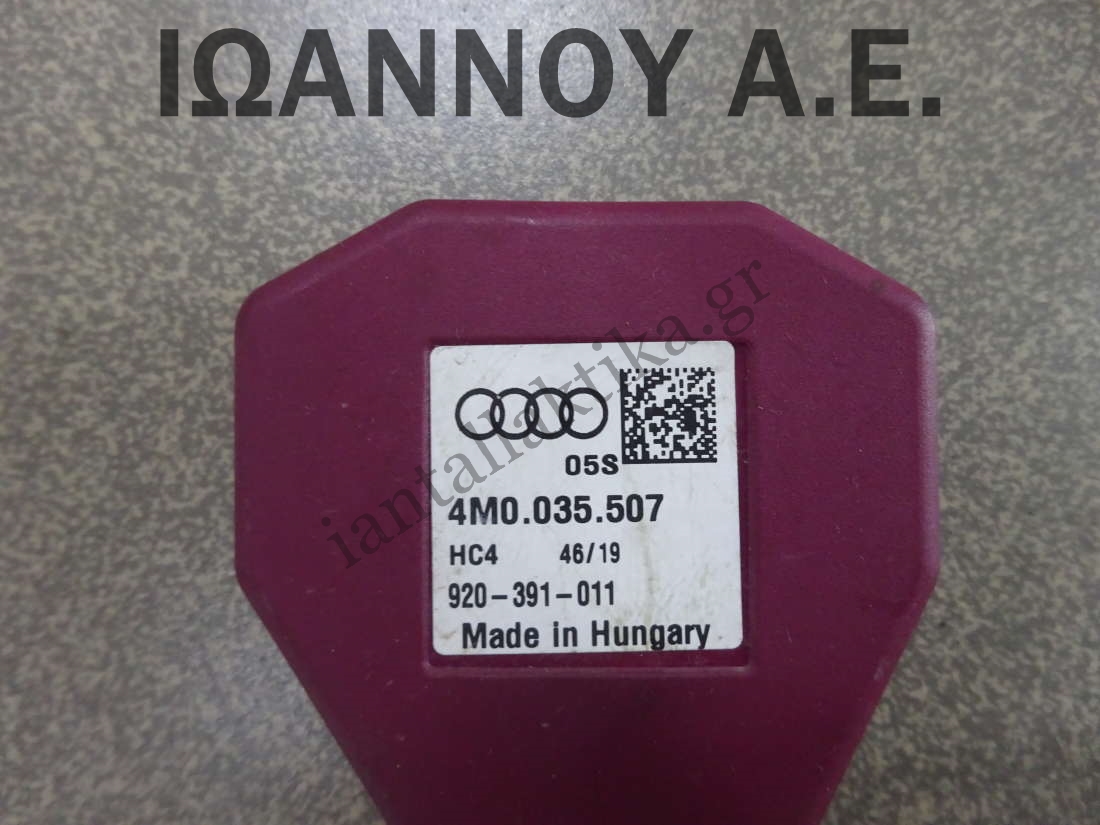 ΙΩΑΝΝΟΥ Α.Ε.
iantallaktika.gr
05S
4M0.035.507
HC4 46/19
920-391-011
Made in Hungary